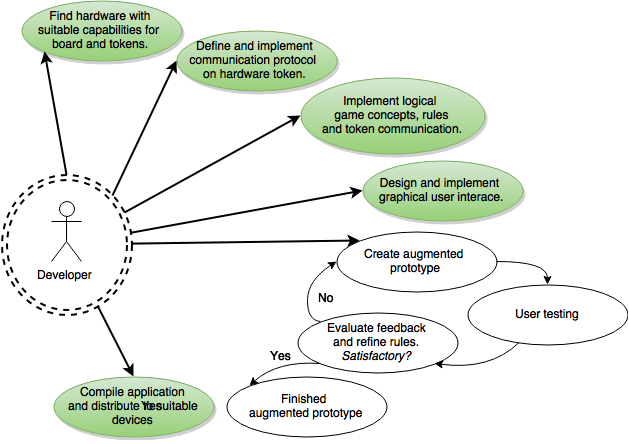 Find hardware with
suitable capabilities for
board and tokens.
Define and implement
communication protocol
on hardware token.
Implement logical
game concepts, rules
and token communication.
Design and implement
graphical user interace.
Developer
Create augmented
prototype
User testing
No
Evaluate feedback
and refine rules.
Satisfactory?
Yes
Finished
augmented prototype
Compile application
and distribute to suitable
devices
Yes